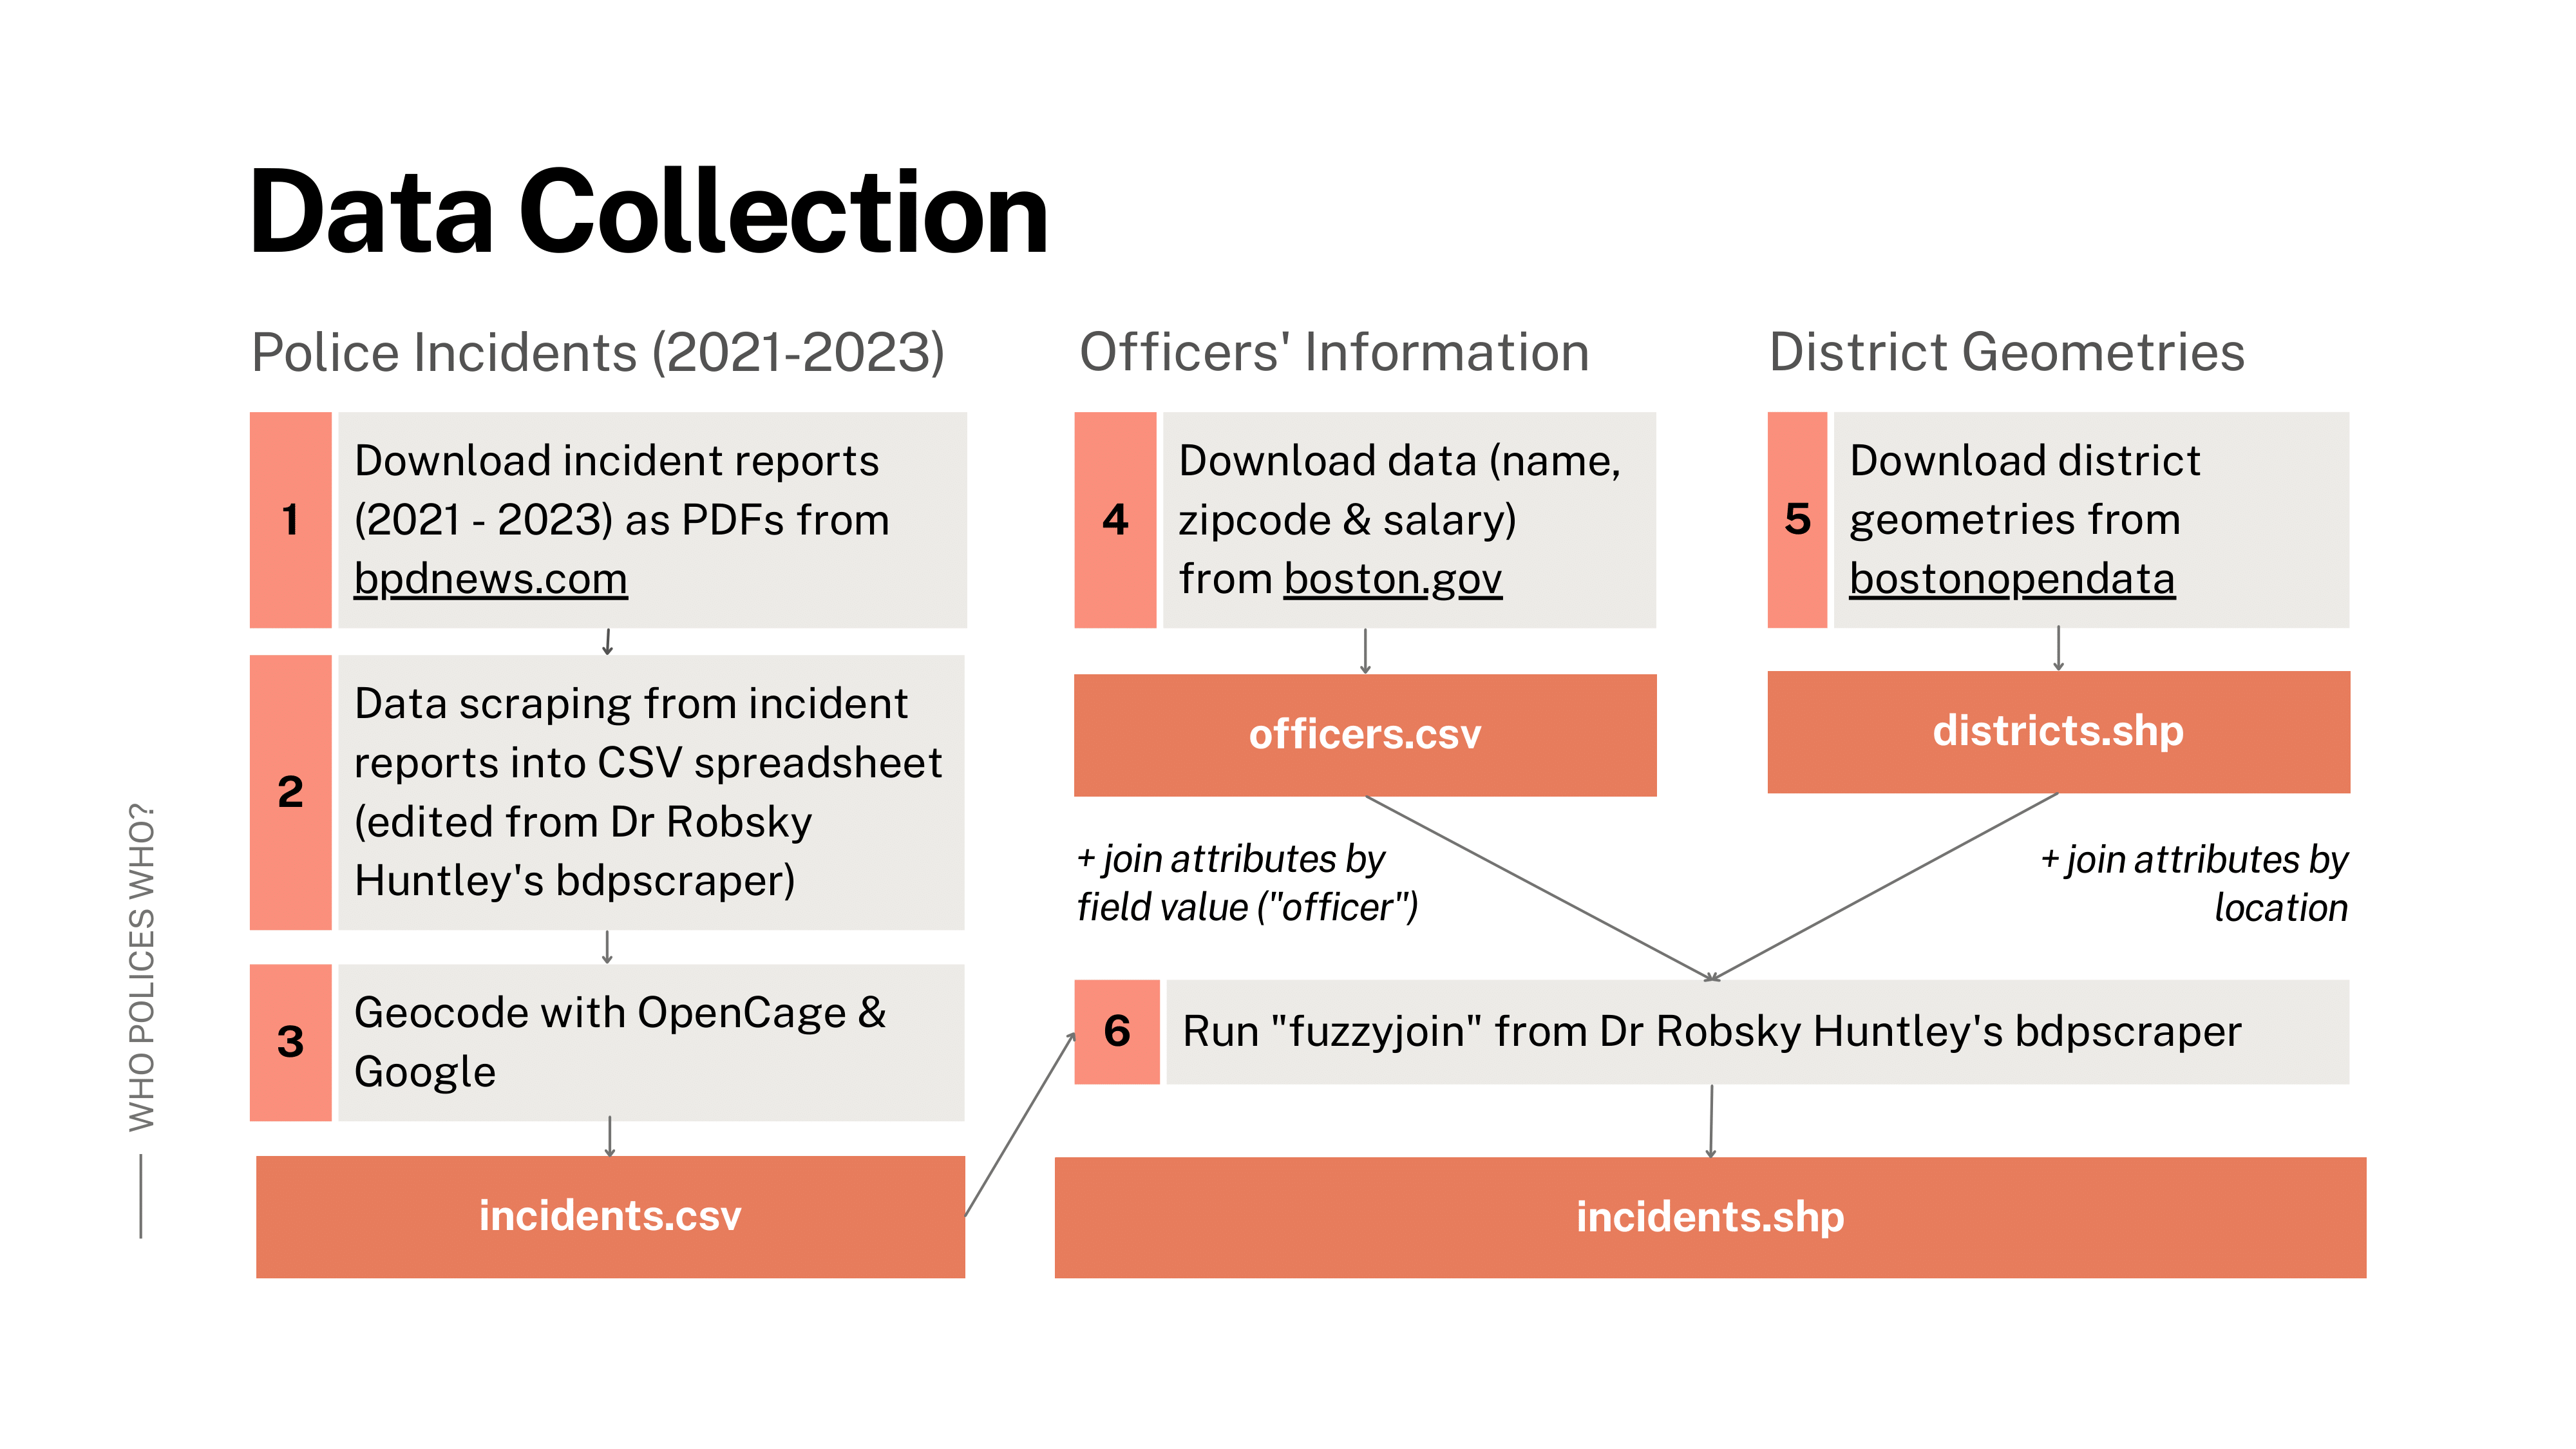 Data Collection
Police Incidents (2021-2023)
1
Download incident reports
(2021 - 2023) as PDFs from
bpdnews.com
2
Data scraping from incident
reports into CSV spreadsheet
(edited from Dr Robsky
Huntley's bdpscraper)
3
Geocode with OpenCage &
Google
incidents.csv
Officers' Information
4
Download data (name,
zipcode & salary)
from boston.gov
officers.csv
+ join attributes by
field value ("officer")
District Geometries
5
Download district
geometries from
bostonopendata
districts.shp
+ join attributes by
location
6
Run "fuzzyjoin" from Dr Robsky Huntley's bdpscraper
incidents.shp
WHO POLICES WHO?